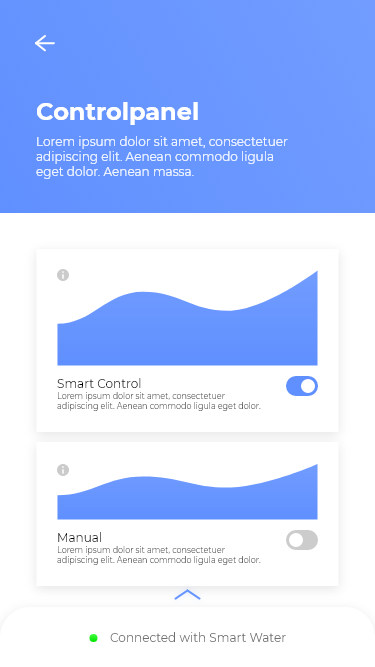 Controlpanel
Lorem ipsum dolor sit amet, consectetuer
adipiscing elit. Aenean commodo ligula
eget dolor. Aenean massa.
Smart Control
Lorem ipsum dolor sit amet, consectetuer
adipiscing elit. Aenean commodo ligula eget dolor.
Manual
Lorem ipsum dolor sit amet, consectetuer
adipiscing elit. Aenean commodo ligula eget dolor.
Connected with Smart Water